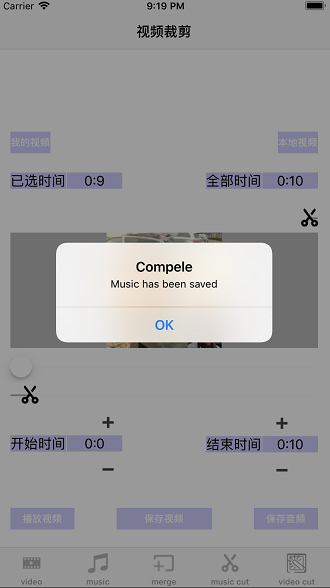 Carrier 9:19 PM
视频裁剪
我的视频 本地视频
已选时间 0:9 全部时间 0:10
Compele
Music has been saved
OK
+ +
开始时间 0:0 结束时间 0:10
− −
播放视频 保存视频 保存音频
video music merge music cut video cut